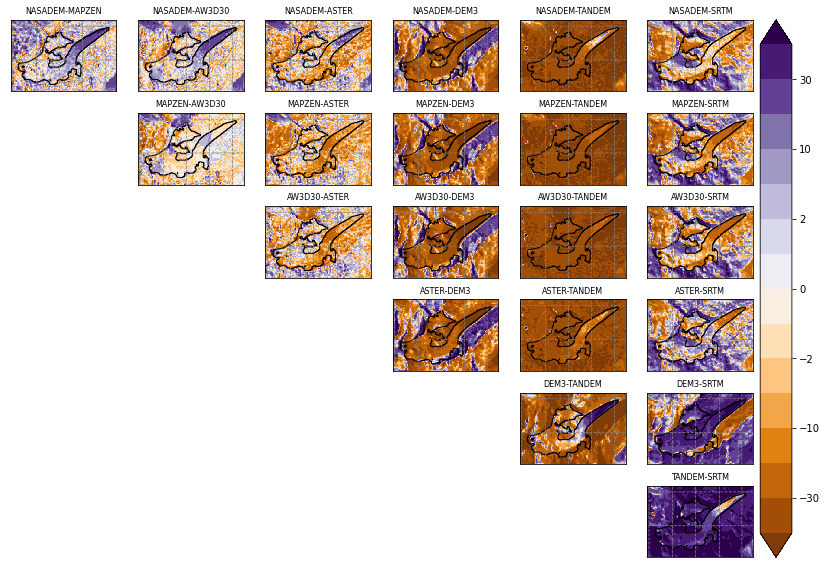 NASADEM-MAPZEN NASADEM-AW3D30 NASADEM-ASTER NASADEM-DEM3 NASADEM-TANDEM NASADEM-SRTM
MAPZEN-AW3D30 MAPZEN-ASTER MAPZEN-DEM3 MAPZEN-TANDEM MAPZEN-SRTM
AW3D30-ASTER AW3D30-DEM3 AW3D30-TANDEM AW3D30-SRTM
ASTER-DEM3 ASTER-TANDEM ASTER-SRTM
DEM3-TANDEM DEM3-SRTM
TANDEM-SRTM
30
10
2
0
−2
−10
−30